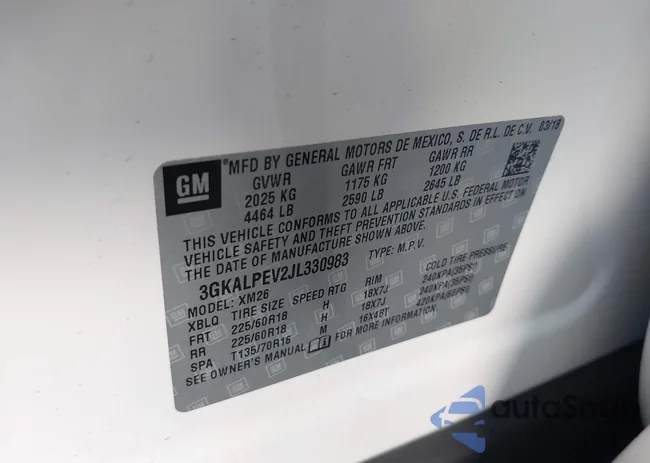 GM
®MFD BY GENERAL MOTORS DE MEXICO, S. DE R.L. DE C.V. 03/18
GVWR GAWR FRT GAWR RR
2025 KG 1175 KG 1200 KG
4464 LB 2590 LB 2645 LB
THIS VEHICLE CONFORMS TO ALL APPLICABLE U.S. FEDERAL MOTOR
VEHICLE SAFETY AND THEFT PREVENTION STANDARDS IN EFFECT ON
THE DATE OF MANUFACTURE SHOWN ABOVE.
3GKALPEV2JL330983 TYPE: M.P.V.
XBLQ MODEL: XM26
TIRE SIZE SPEED RTG RIM COLD TIRE PRESSURE
FRT 225/60R18 H 18X7J 240KPA(35PSI)
RR 225/60R18 H 18X7J 240KPA(35PSI)
SPA T135/70R16 M 16X4BT 420KPA(60PSI)
SEE OWNER'S MANUAL FOR MORE INFORMATION.
autoSnap